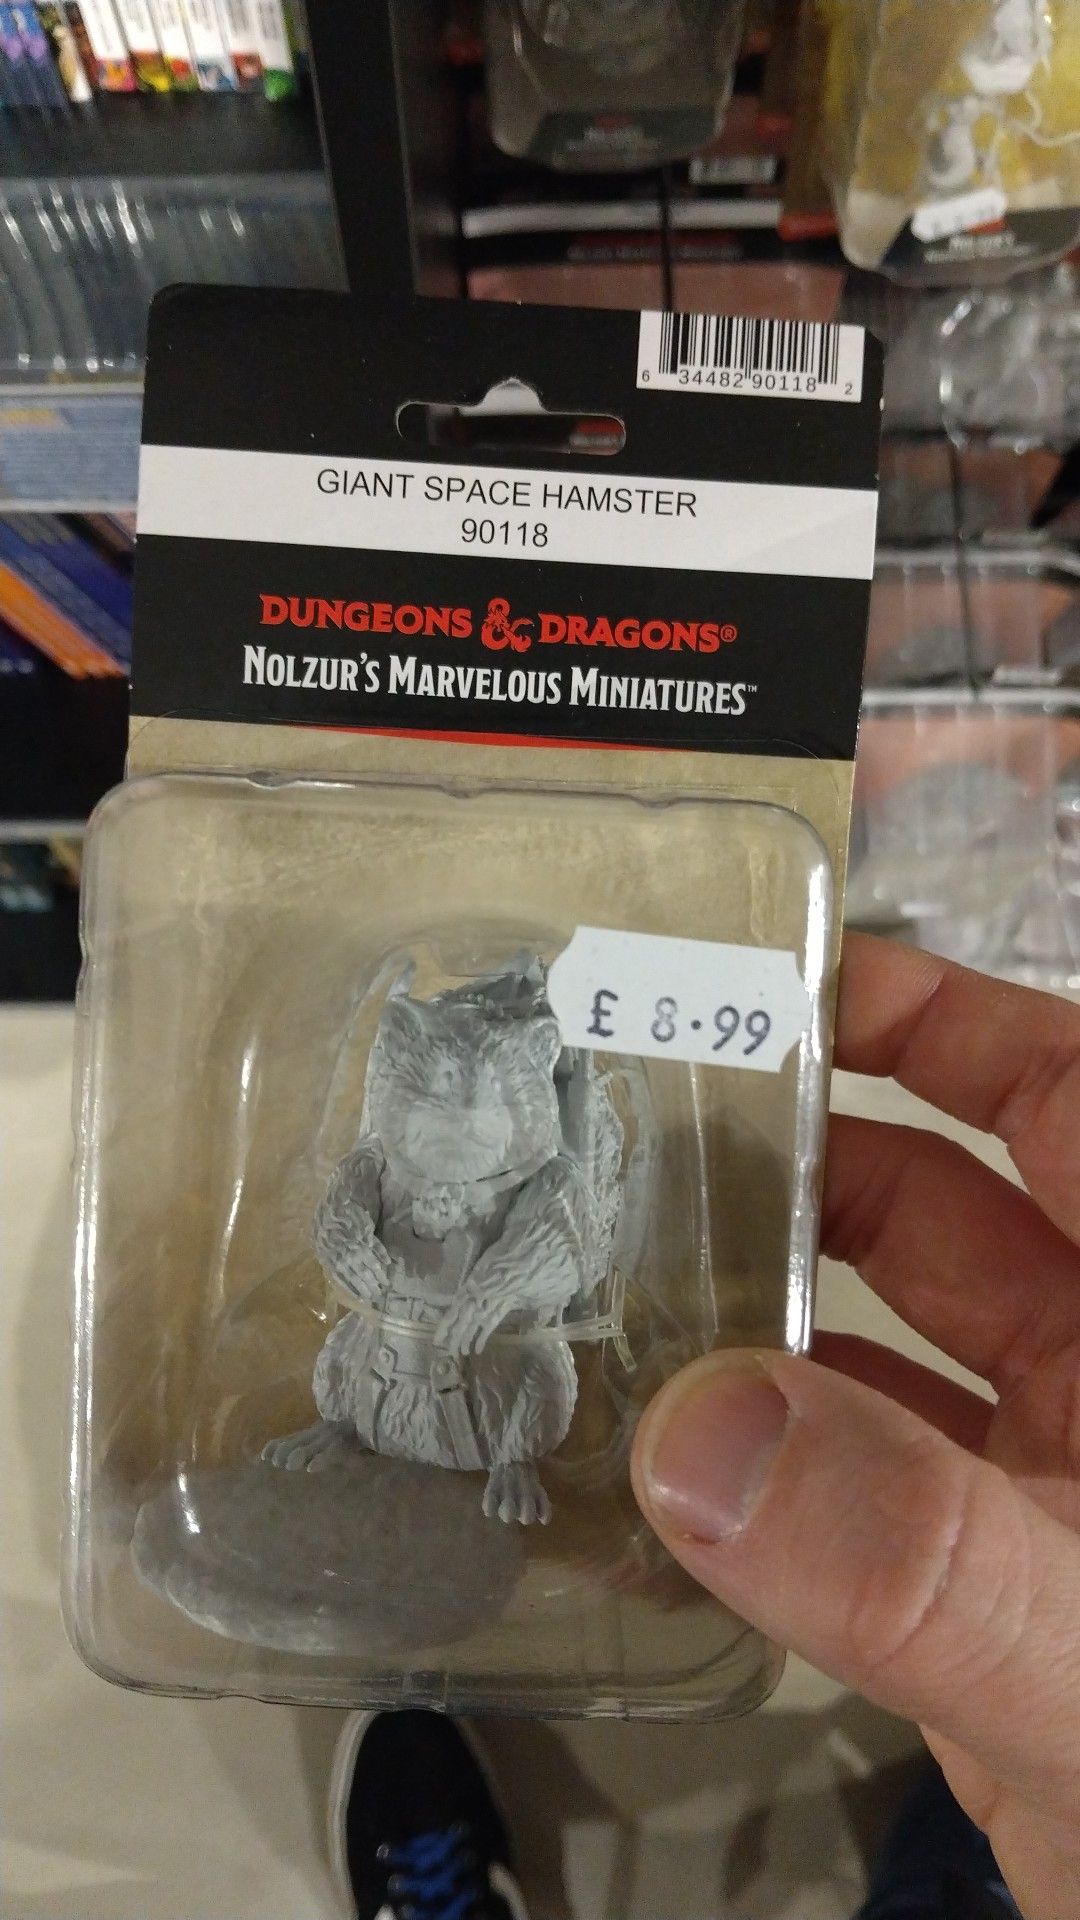 6 34482 90118 2
GIANT SPACE HAMSTER
90118
DUNGEONS & DRAGONS®
NOLZUR'S MARVELOUS MINIATURES™
£ 8.99